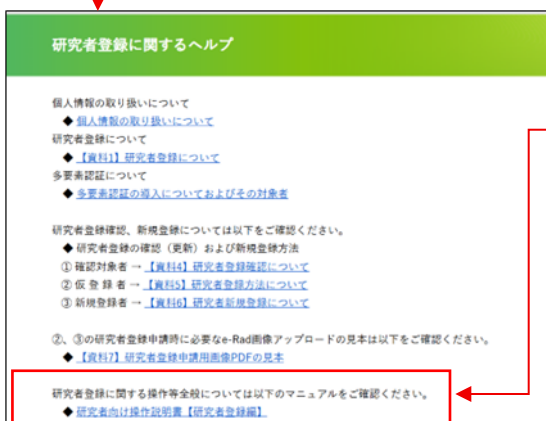 研究者登録に関するヘルプ
個人情報の取り扱いについて
◆ 個人情報の取り扱いについて
研究者登録について
◆ 【資料1】研究者登録について
多要素認証について
◆ 多要素認証の導入についておよびその対象者
研究者登録確認、新規登録については以下をご確認ください。
◆ 研究者登録の確認（更新）および新規登録方法
① 確認対象者 → 【資料4】研究者登録確認について
② 仮 登 録 者 → 【資料5】研究者登録方法について
③ 新規登録者 → 【資料6】研究者新規登録について
②、③の研究者登録申請時に必要なe-Rad画像アップロードの見本は以下をご確認ください。
◆ 【資料7】研究者登録申請用画像PDFの見本
研究者登録に関する操作等全般については以下のマニュアルをご確認ください。
◆ 研究者向け操作説明書【研究者登録編】